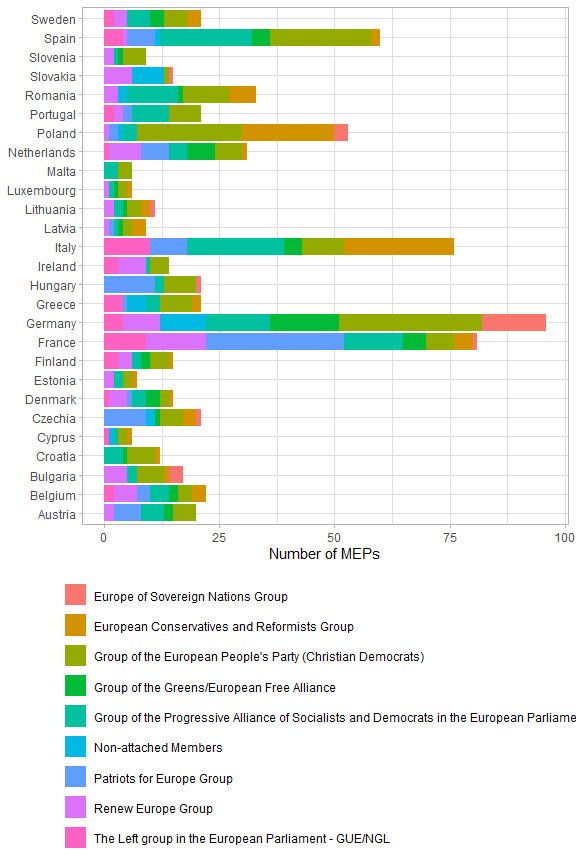 Sweden
Spain
Slovenia
Slovakia
Romania
Portugal
Poland
Netherlands
Malta
Luxembourg
Lithuania
Latvia
Italy
Ireland
Hungary
Greece
Germany
France
Finland
Estonia
Denmark
Czechia
Cyprus
Croatia
Bulgaria
Belgium
Austria
0 25 50 75 100
Number of MEPs
Europe of Sovereign Nations Group
European Conservatives and Reformists Group
Group of the European People's Party (Christian Democrats)
Group of the Greens/European Free Alliance
Group of the Progressive Alliance of Socialists and Democrats in the European Parliame
Non-attached Members
Patriots for Europe Group
Renew Europe Group
The Left group in the European Parliament - GUE/NGL